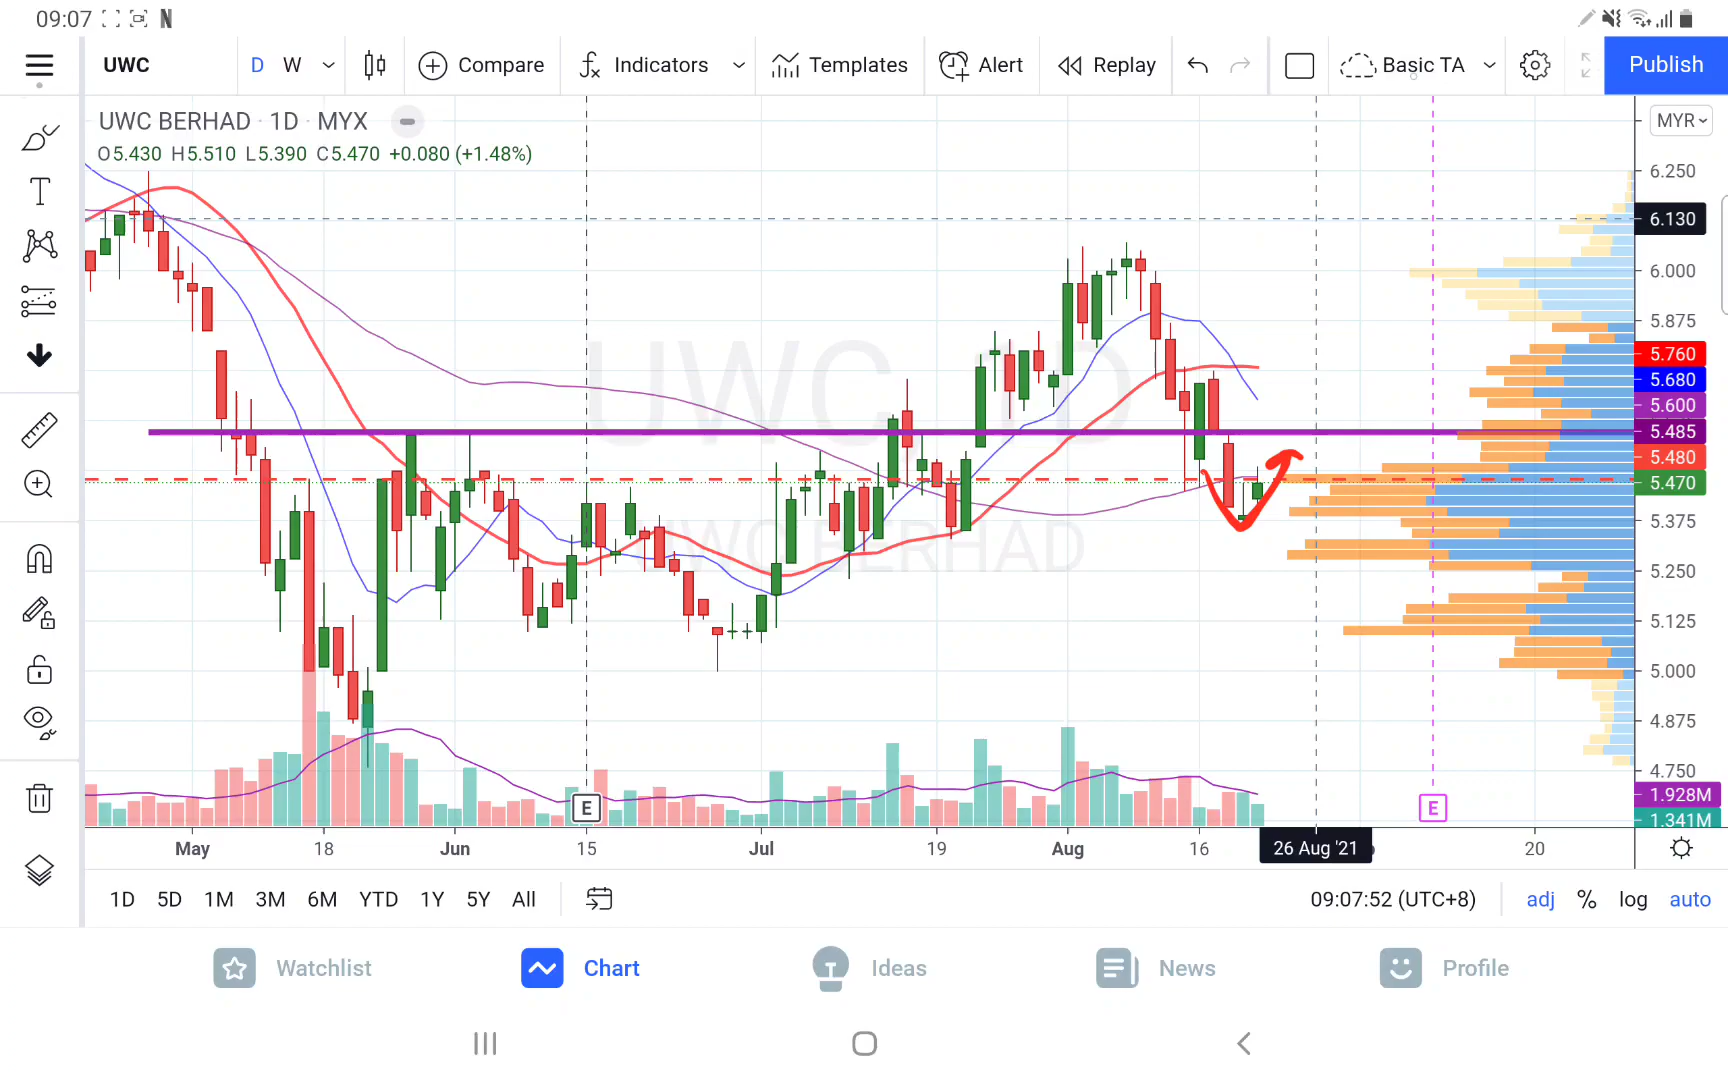 09:07
UWC D W Compare Indicators Templates Alert Replay Basic TA Publish
UWC BERHAD · 1D · MYX
MYR
O5.430 H5.510 L5.390 C5.470 +0.080 (+1.48%)
6.250
6.130
6.000
5.875
5.760
5.680
5.600
5.485
5.480
5.470
5.375
5.250
5.125
5.000
4.875
4.750
1.928M
1.341M
UWC, 1D
UWC BERHAD
E E
May 18 Jun 15 Jul 19 Aug 16 26 Aug '21 20
1D 5D 1M 3M 6M YTD 1Y 5Y All 09:07:52 (UTC+8) adj % log auto
Watchlist Chart Ideas News Profile